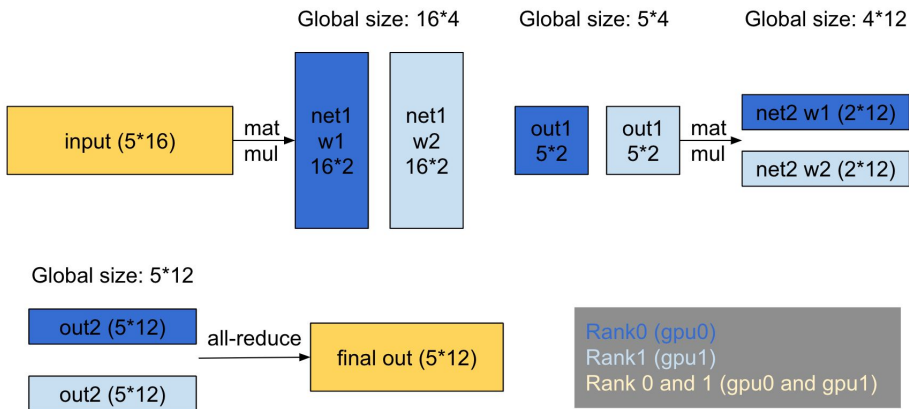 Global size: 16*4
Global size: 5*4
Global size: 4*12
input (5*16)
mat
mul
net1
w1
16*2
net1
w2
16*2
out1
5*2
out1
5*2
mat
mul
net2 w1 (2*12)
net2 w2 (2*12)
Global size: 5*12
out2 (5*12)
out2 (5*12)
all-reduce
final out (5*12)
Rank0 (gpu0)
Rank1 (gpu1)
Rank 0 and 1 (gpu0 and gpu1)